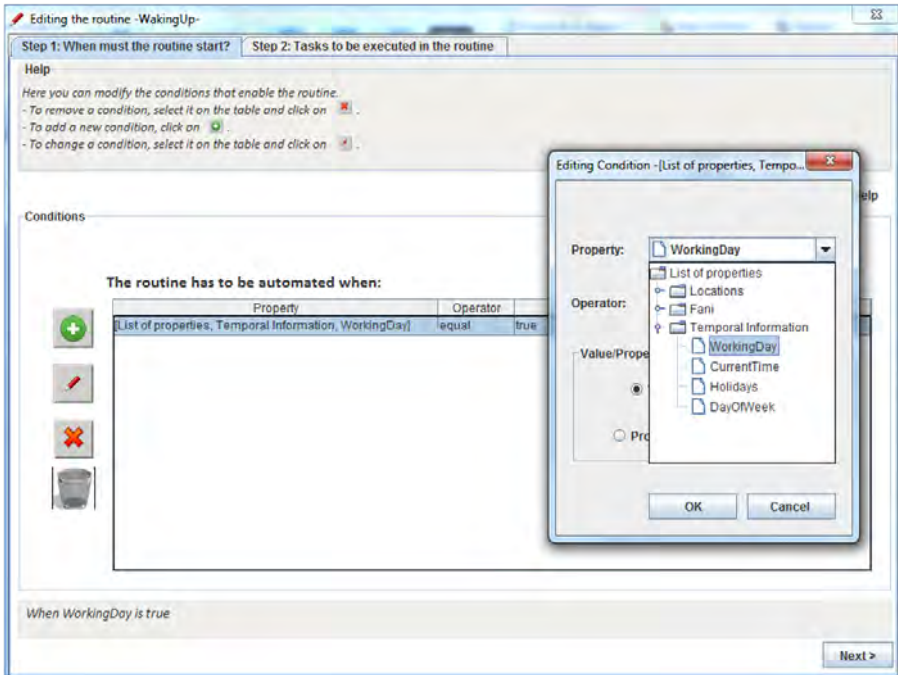 Editing the routine -WakingUp-
Step 1: When must the routine start?
Step 2: Tasks to be executed in the routine
Help
Here you can modify the conditions that enable the routine.
- To remove a condition, select it on the table and click on .
- To add a new condition, click on .
- To change a condition, select it on the table and click on .
elp
Conditions
The routine has to be automated when:
Property Operator
[List of properties, Temporal Information, WorkingDay] equal true
Editing Condition -[List of properties, Tempo...
Property: WorkingDay
List of properties
Locations
Operator:
Fani
Temporal Information
Value/Prope
WorkingDay
CurrentTime
Holidays
DayOfWeek
Pro
OK Cancel
When WorkingDay is true
Next >